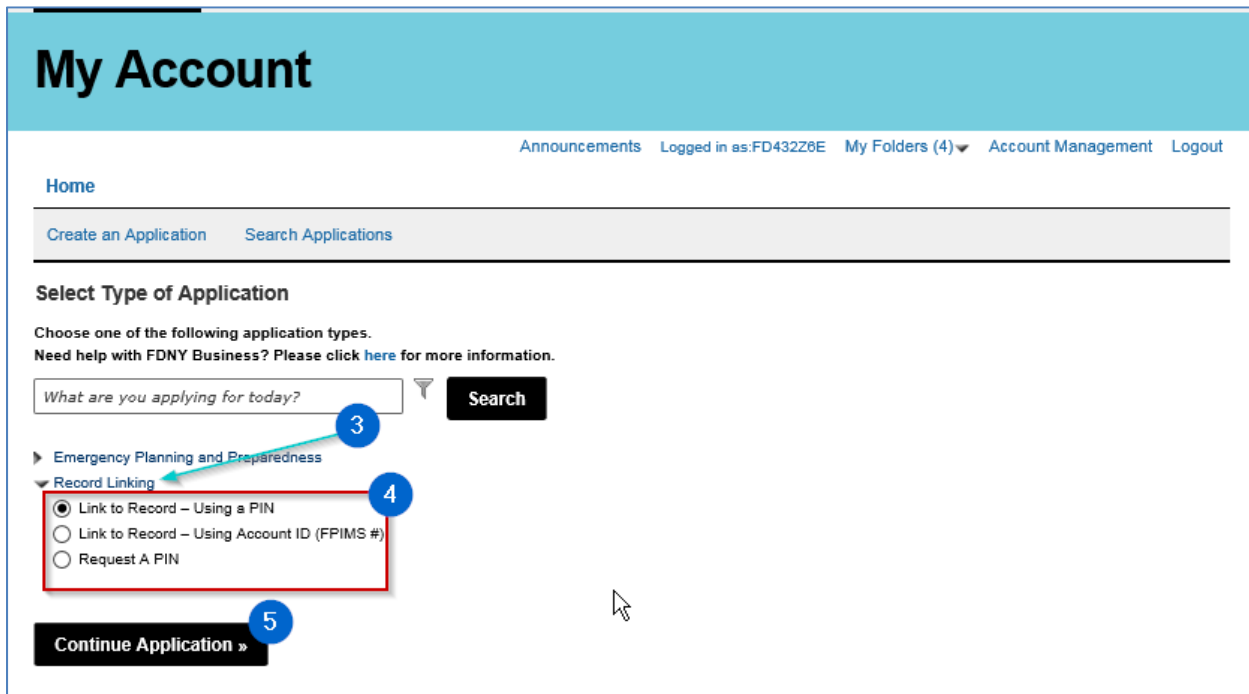 My Account
Announcements Logged in as:FD432Z6E My Folders (4) Account Management Logout
Home
Create an Application Search Applications
Select Type of Application
Choose one of the following application types.
Need help with FDNY Business? Please click here for more information.
What are you applying for today? Search
3
Emergency Planning and Preparedness
Record Linking
4
Link to Record – Using a PIN
Link to Record – Using Account ID (FPIMS #)
Request A PIN
5
Continue Application »